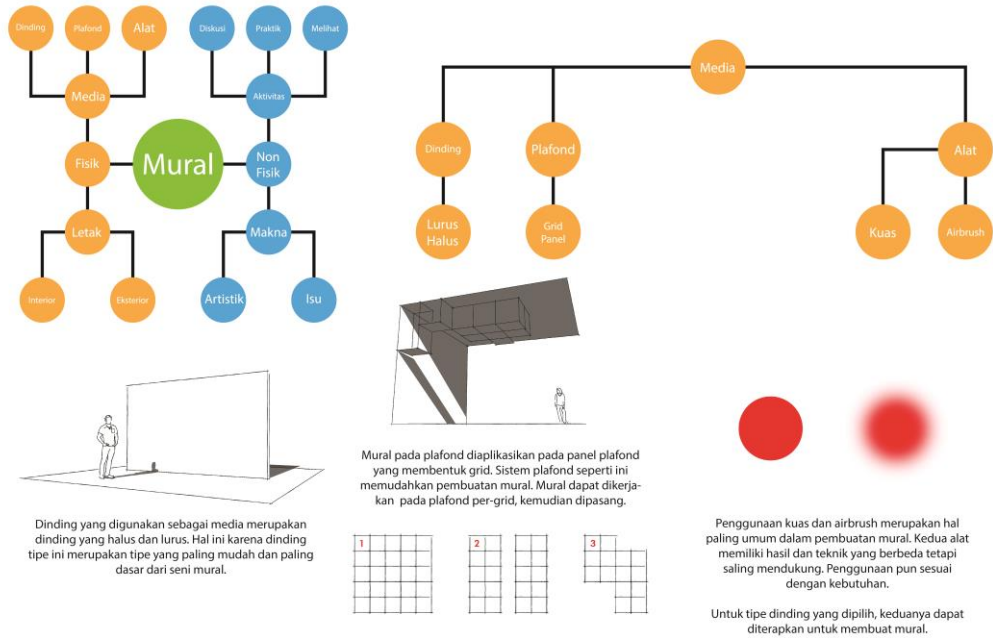 Dinding
Plafond
Alat
Diskusi
Praktik
Melihat
Media
Aktivitas
Fisik
Mural
Non
Fisik
Letak
Makna
Interior
Eksterior
Artistik
Isu
Media
Dinding
Plafond
Alat
Lurus
Halus
Grid
Panel
Kuas
Airbrush
Dinding yang digunakan sebagai media merupakan
dinding yang halus dan lurus. Hal ini karena dinding
tipe ini merupakan tipe yang paling mudah dan paling
dasar dari seni mural.
Mural pada plafond diaplikasikan pada panel plafond
yang membentuk grid. Sistem plafond seperti ini
memudahkan pembuatan mural. Mural dapat dikerja-
kan pada plafond per-grid, kemudian dipasang.
1
2
3
Penggunaan kuas dan airbrush merupakan hal
paling umum dalam pembuatan mural. Kedua alat
memiliki hasil dan teknik yang berbeda tetapi
saling mendukung. Penggunaan pun sesuai
dengan kebutuhan.
Untuk tipe dinding yang dipilih, keduanya dapat
diterapkan untuk membuat mural.